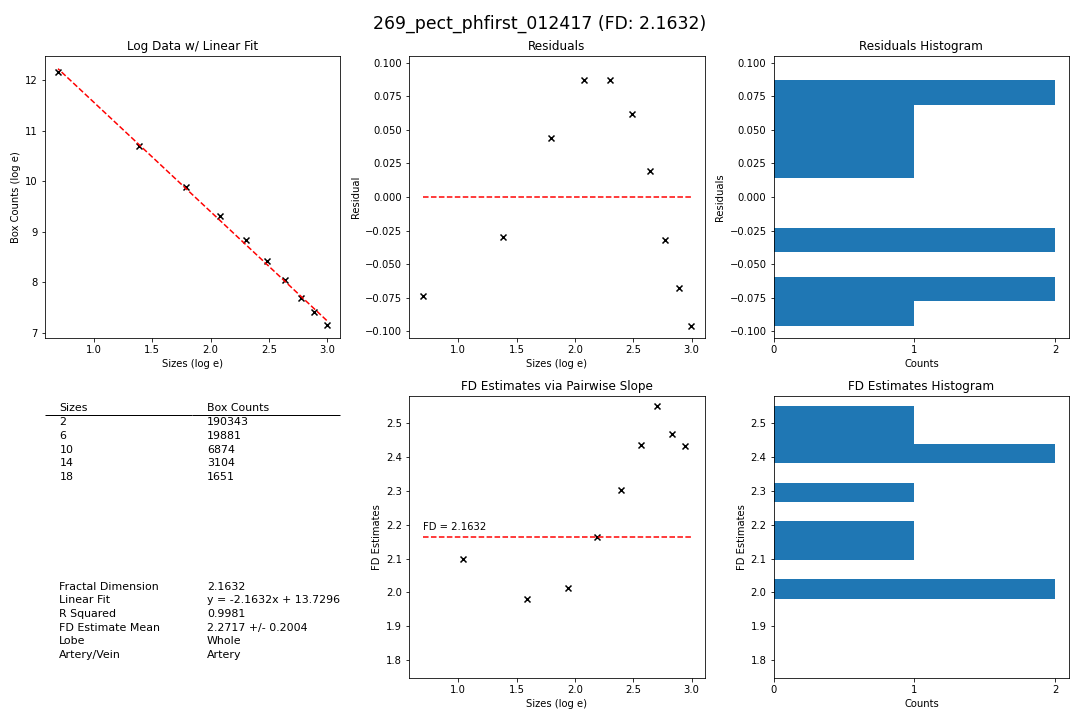 269_pect_phfirst_012417 (FD: 2.1632)
Log Data w/ Linear Fit
Box Counts (log e)
12
11
10
9
8
7
1.0 1.5 2.0 2.5 3.0
Sizes (log e)
Residuals
Residual
0.100
0.075
0.050
0.025
0.000
−0.025
−0.050
−0.075
−0.100
1.0 1.5 2.0 2.5 3.0
Sizes (log e)
Residuals Histogram
Residuals
0.100
0.075
0.050
0.025
0.000
−0.025
−0.050
−0.075
−0.100
0 1 2
Counts
Sizes Box Counts
2 190343
6 19881
10 6874
14 3104
18 1651
Fractal Dimension 2.1632
Linear Fit y = -2.1632x + 13.7296
R Squared 0.9981
FD Estimate Mean 2.2717 +/- 0.2004
Lobe Whole
Artery/Vein Artery
FD Estimates via Pairwise Slope
FD Estimates
2.5
2.4
2.3
2.2
2.1
2.0
1.9
1.8
FD = 2.1632
1.0 1.5 2.0 2.5 3.0
Sizes (log e)
FD Estimates Histogram
FD Estimates
2.5
2.4
2.3
2.2
2.1
2.0
1.9
1.8
0 1 2
Counts